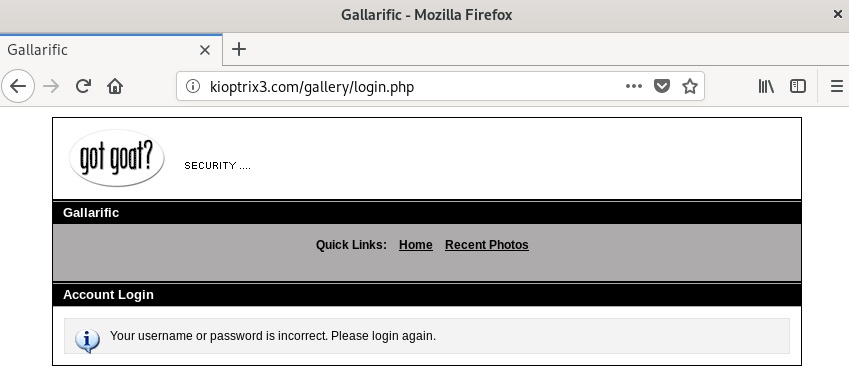 Gallarific - Mozilla Firefox
Gallarific
kioptrix3.com/gallery/login.php
got goat?
SECURITY ....
Gallarific
Quick Links: Home Recent Photos
Account Login
Your username or password is incorrect. Please login again.